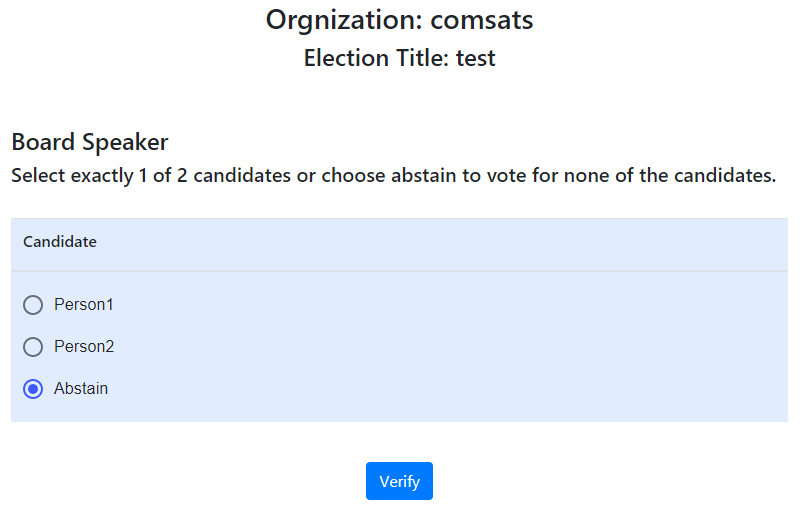 Orgnization: comsats
Election Title: test
Board Speaker
Select exactly 1 of 2 candidates or choose abstain to vote for none of the candidates.
Candidate
Person1
Person2
Abstain
Verify